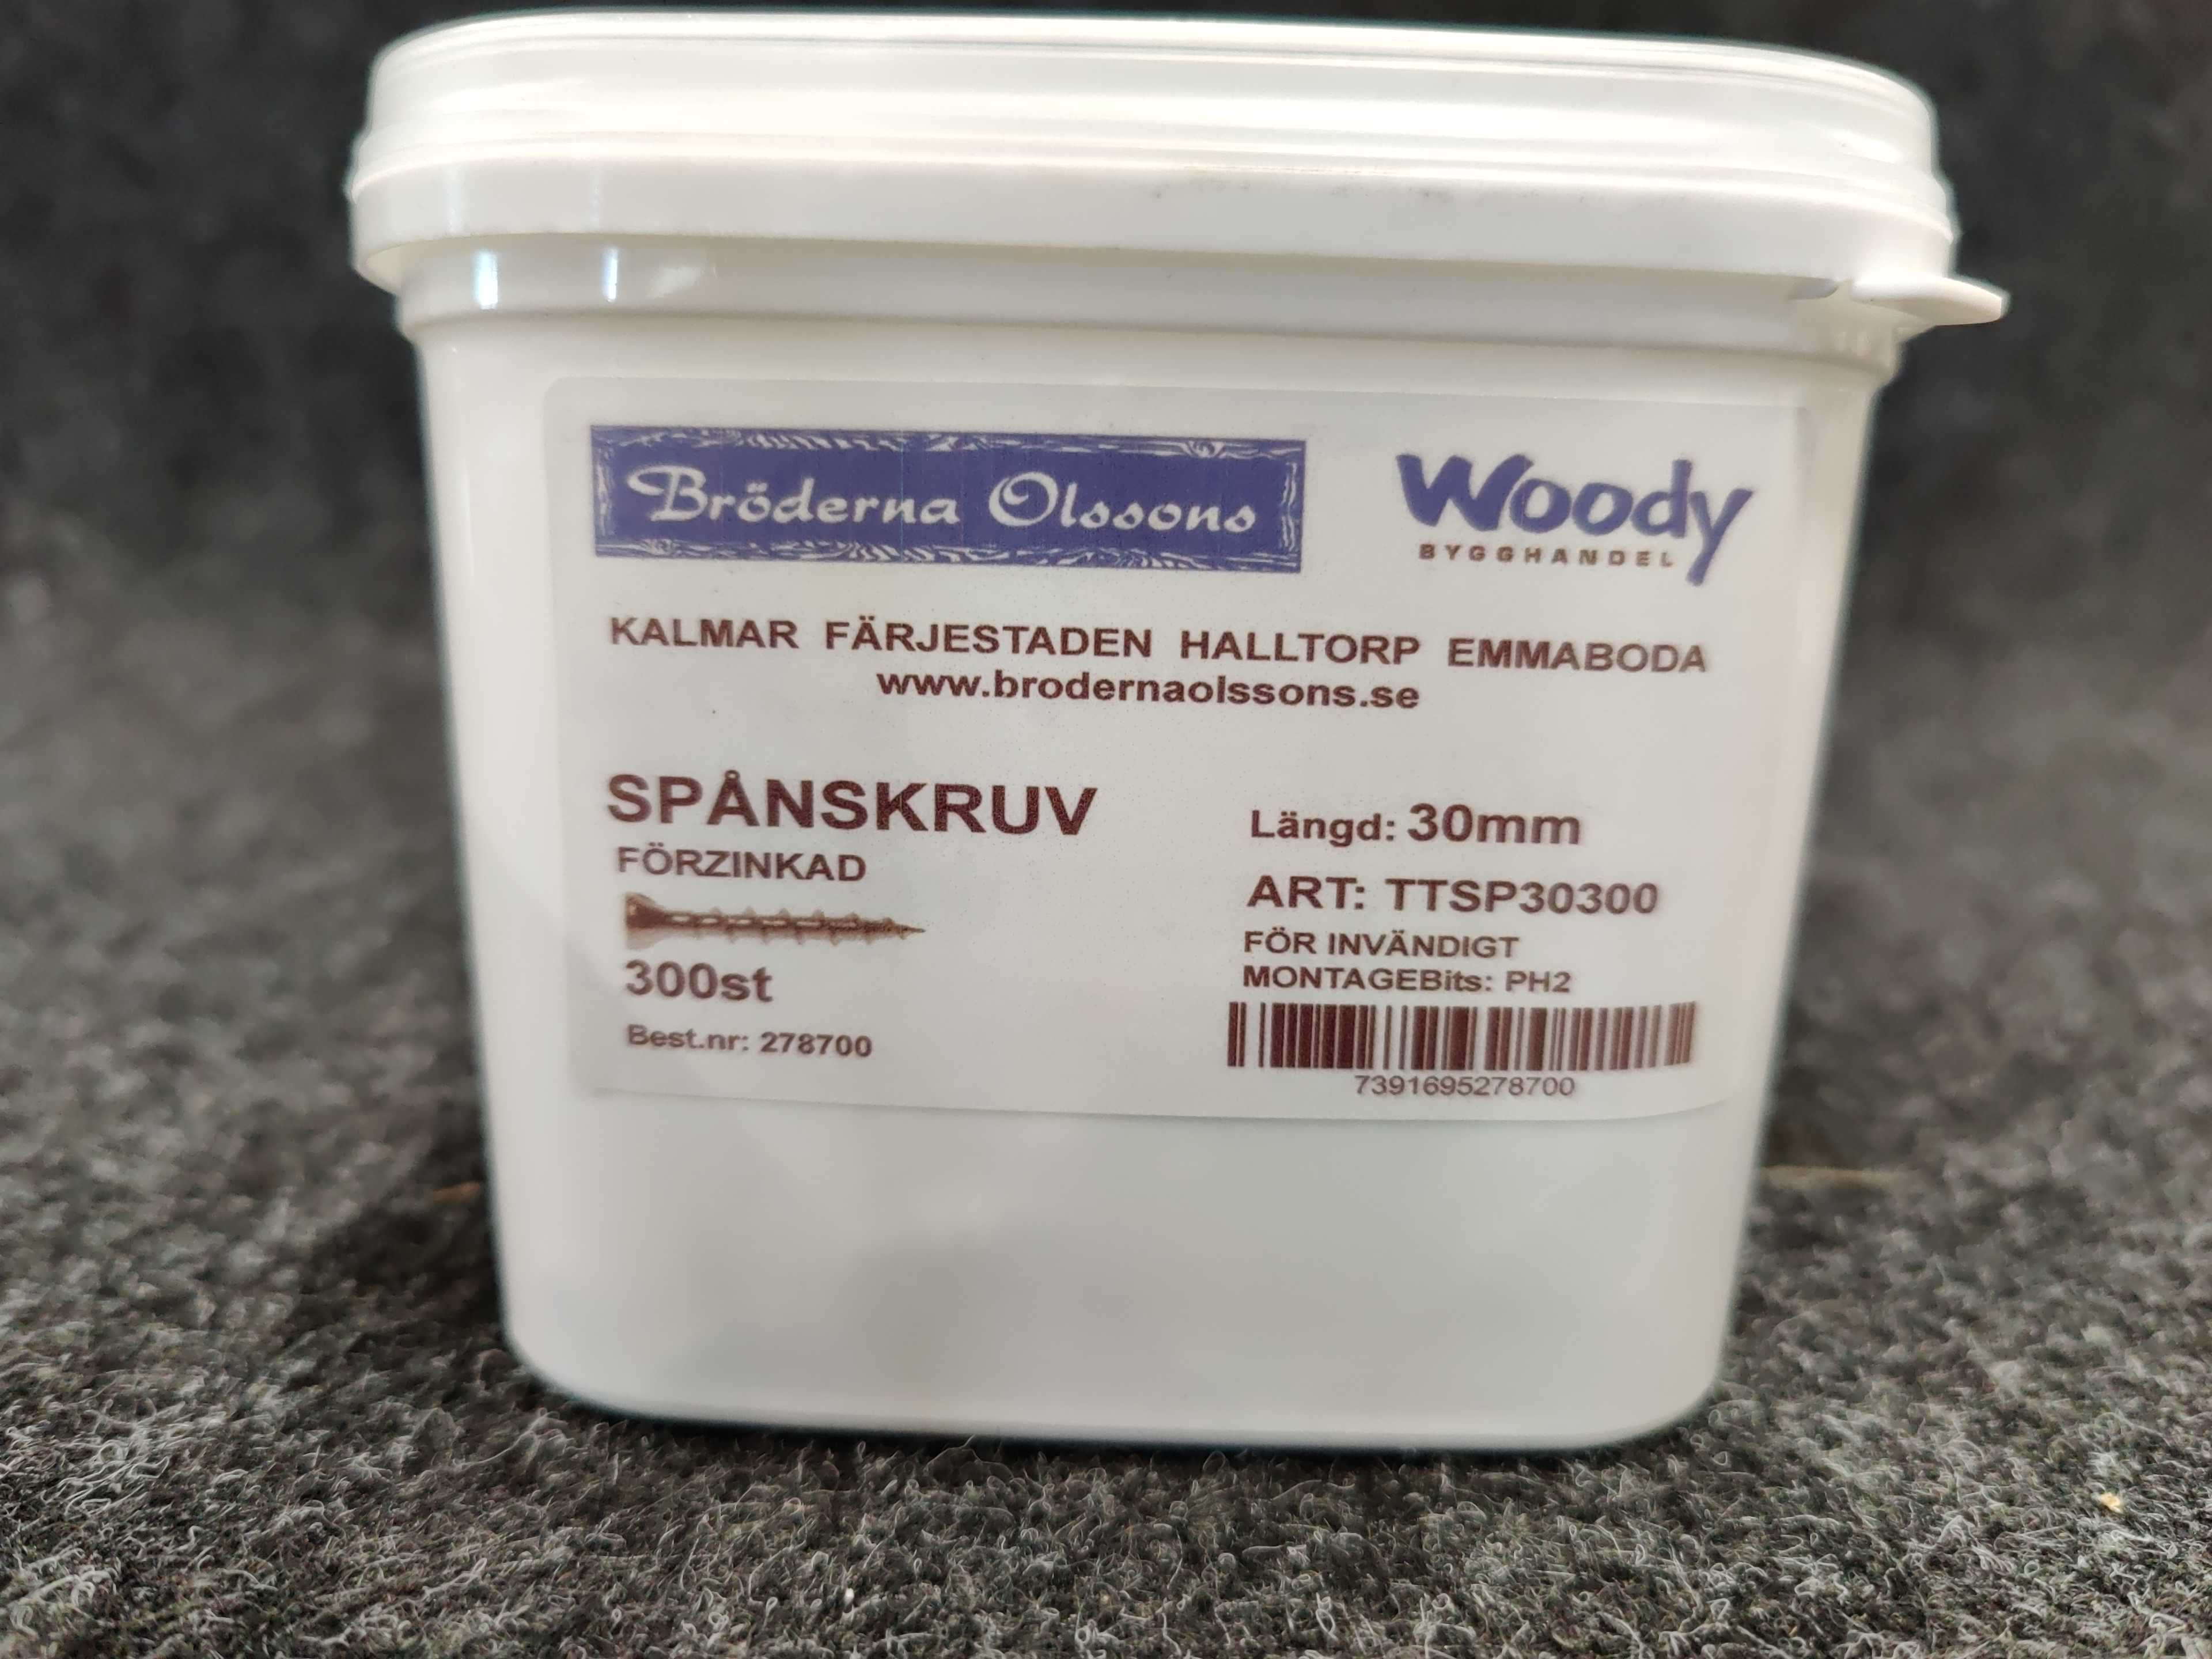 Bröderna Olssons
Woody
BYGGHANDEL
KALMAR FÄRJESTADEN HALLTORP EMMABODA
www.brodernaolssons.se
SPÅNSKRUV
FÖRZINKAD
300st
Best.nr: 278700
Längd: 30mm
ART: TTSP30300
FÖR INVÄNDIGT
MONTAGEBits: PH2
7391695278700